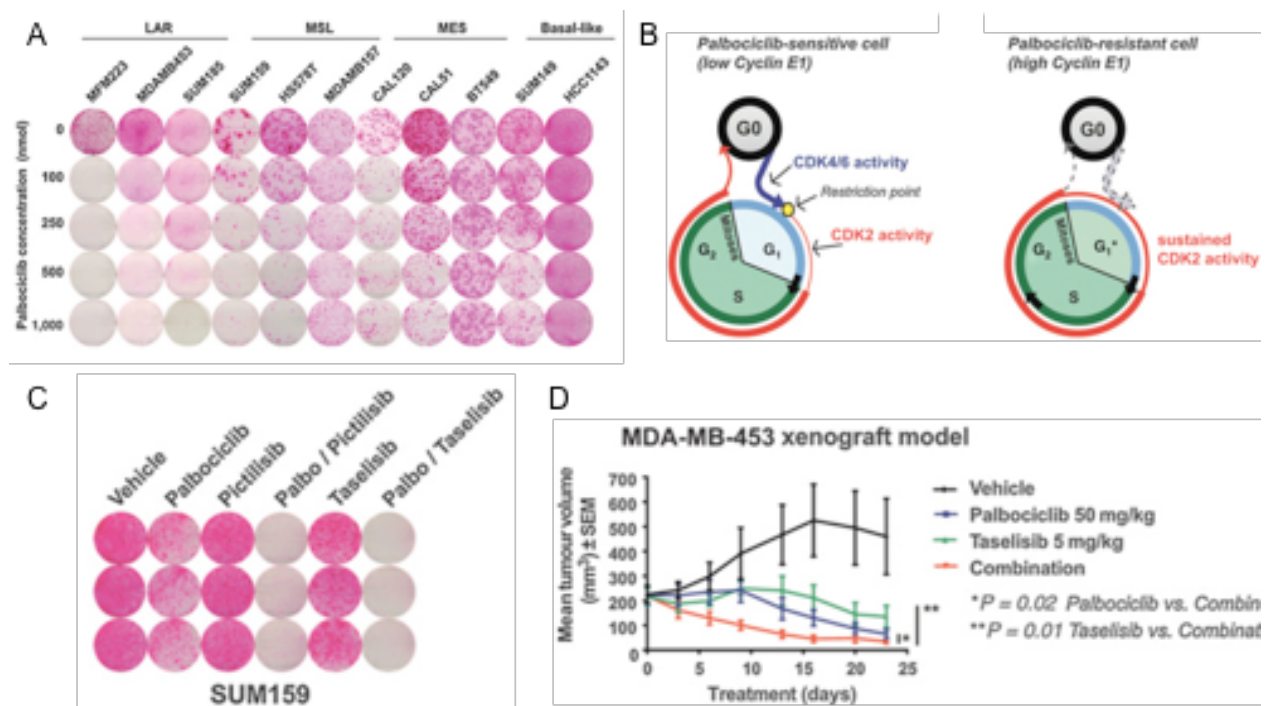 A
LAR
MSL
MES
Basal-like
MFM223
MDAMB453
SUM185
SUM159
HS578T
MDAMB157
CAL120
CAL51
BT549
SUM149
HCC1143
Palbociclib concentration (nmol)
0
100
250
500
1,000
B
Palbociclib-sensitive cell
(low Cyclin E1)
G0
CDK4/6 activity
Restriction point
CDK2 activity
Mitoses
G2
G1
S
Palbociclib-resistant cell
(high Cyclin E1)
G0
sustained
CDK2 activity
Mitoses
G2
G1*
S
C
Vehicle
Palbociclib
Pictilisib
Palbo / Pictilisib
Taselisib
Palbo / Taselisib
SUM159
D
MDA-MB-453 xenograft model
Mean tumour volume
(mm³) ± SEM
700
600
500
400
300
200
100
0
0 5 10 15 20 25
Treatment (days)
Vehicle
Palbociclib 50 mg/kg
Taselisib 5 mg/kg
Combination
*
**
*P = 0.02 Palbociclib vs. Combin
**P = 0.01 Taselisib vs. Combinat